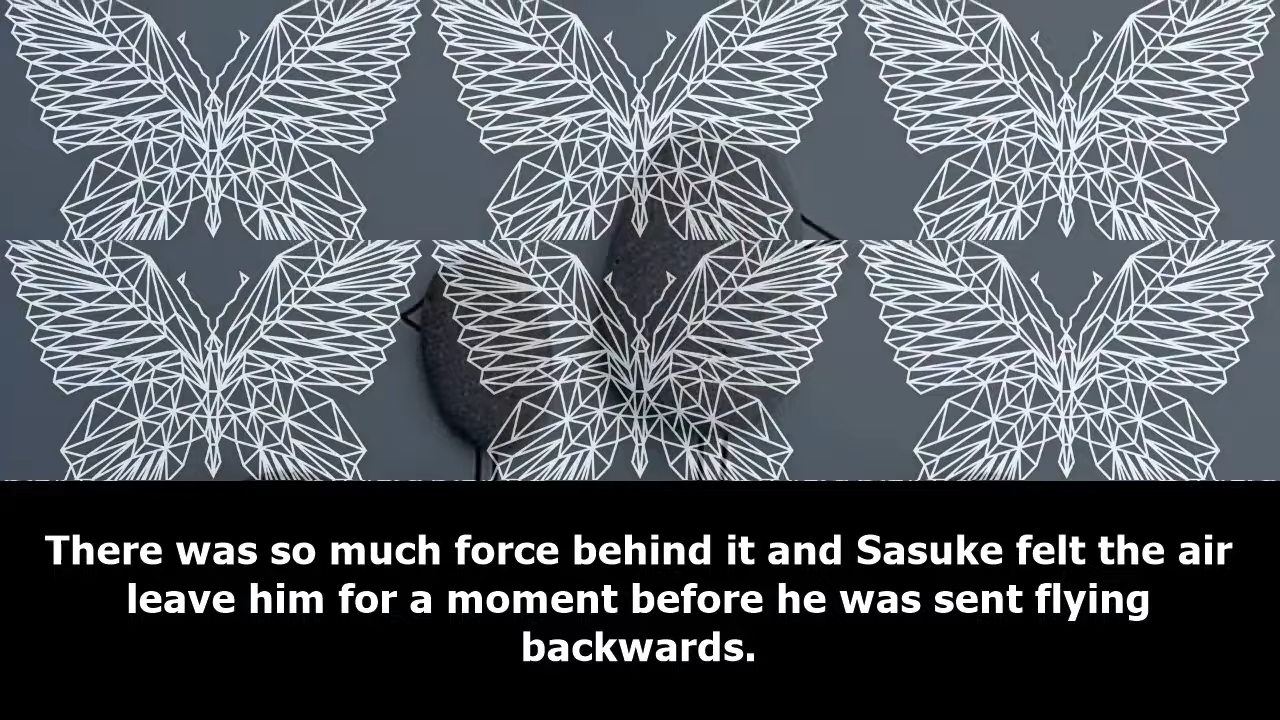 There was so much force behind it and Sasuke felt the air
leave him for a moment before he was sent flying
backwards.